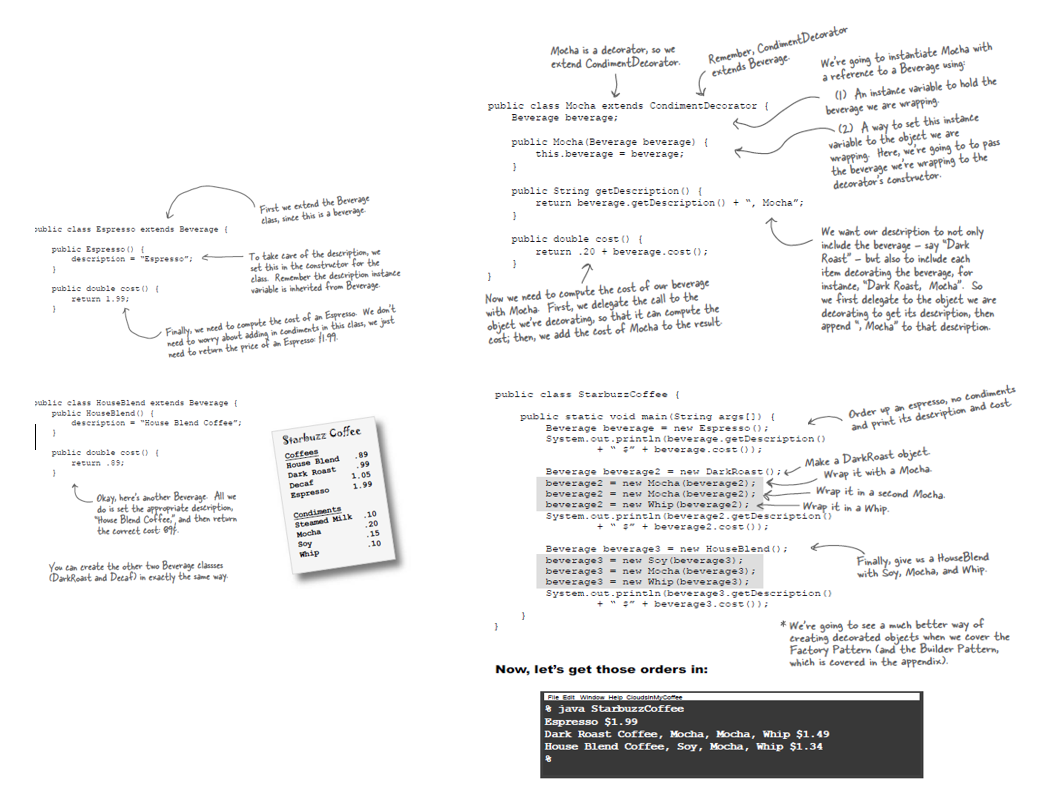 First we extend the Beverage
class, since this is a beverage.
public class Espresso extends Beverage {
public Espresso() {
description = "Espresso";
}
To take care of the description, we
set this in the constructor for the
class. Remember the description instance
variable is inherited from Beverage.
public double cost() {
return 1.99;
}
Finally, we need to compute the cost of an Espresso. We don't
need to worry about adding in condiments in this class, we just
need to return the price of an Espresso: $1.99.
public class HouseBlend extends Beverage {
public HouseBlend() {
description = "House Blend Coffee";
}
public double cost() {
return .89;
}
Okay, here's another Beverage. All we
do is set the appropriate description,
"House Blend Coffee," and then return
the correct cost: 89¢.
You can create the other two Beverage classses
(DarkRoast and Decaf) in exactly the same way.
Starbuzz Coffee
Coffees
House Blend .89
Dark Roast .99
Decaf 1.05
Espresso 1.99
Condiments
Steamed Milk .10
Mocha .20
Soy .15
Whip .10
Mocha is a decorator, so we
extend CondimentDecorator.
Remember, CondimentDecorator
extends Beverage.
We're going to instantiate Mocha with
a reference to a Beverage using:
(1) An instance variable to hold the
beverage we are wrapping.
(2) A way to set this instance
variable to the object we are
wrapping. Here, we're going to to pass
the beverage we're wrapping to the
decorator's constructor.
public class Mocha extends CondimentDecorator {
Beverage beverage;
public Mocha(Beverage beverage) {
this.beverage = beverage;
}
public String getDescription() {
return beverage.getDescription() + ", Mocha";
}
public double cost() {
return .20 + beverage.cost();
}
}
We want our description to not only
include the beverage – say "Dark
Roast" – but also to include each
item decorating the beverage, for
instance, "Dark Roast, Mocha". So
we first delegate to the object we are
decorating to get its description, then
append ", Mocha" to that description.
Now we need to compute the cost of our beverage
with Mocha. First, we delegate the call to the
object we're decorating, so that it can compute the
cost; then, we add the cost of Mocha to the result.
public class StarbuzzCoffee {
public static void main(String args[]) {
Beverage beverage = new Espresso();
System.out.println(beverage.getDescription()
+ " $" + beverage.cost());
Order up an espresso, no condiments
and print its description and cost.
Beverage beverage2 = new DarkRoast();
beverage2 = new Mocha(beverage2);
beverage2 = new Mocha(beverage2);
beverage2 = new Whip(beverage2);
System.out.println(beverage2.getDescription()
+ " $" + beverage2.cost());
Make a DarkRoast object.
Wrap it with a Mocha.
Wrap it in a second Mocha.
Wrap it in a Whip.
Beverage beverage3 = new HouseBlend();
beverage3 = new Soy(beverage3);
beverage3 = new Mocha(beverage3);
beverage3 = new Whip(beverage3);
System.out.println(beverage3.getDescription()
+ " $" + beverage3.cost());
}
}
Finally, give us a HouseBlend
with Soy, Mocha, and Whip.
* We're going to see a much better way of
creating decorated objects when we cover the
Factory Pattern (and the Builder Pattern,
which is covered in the appendix).
Now, let's get those orders in:
File Edit Window Help CloudsInMyCoffee
% java StarbuzzCoffee
Espresso $1.99
Dark Roast Coffee, Mocha, Mocha, Whip $1.49
House Blend Coffee, Soy, Mocha, Whip $1.34
%